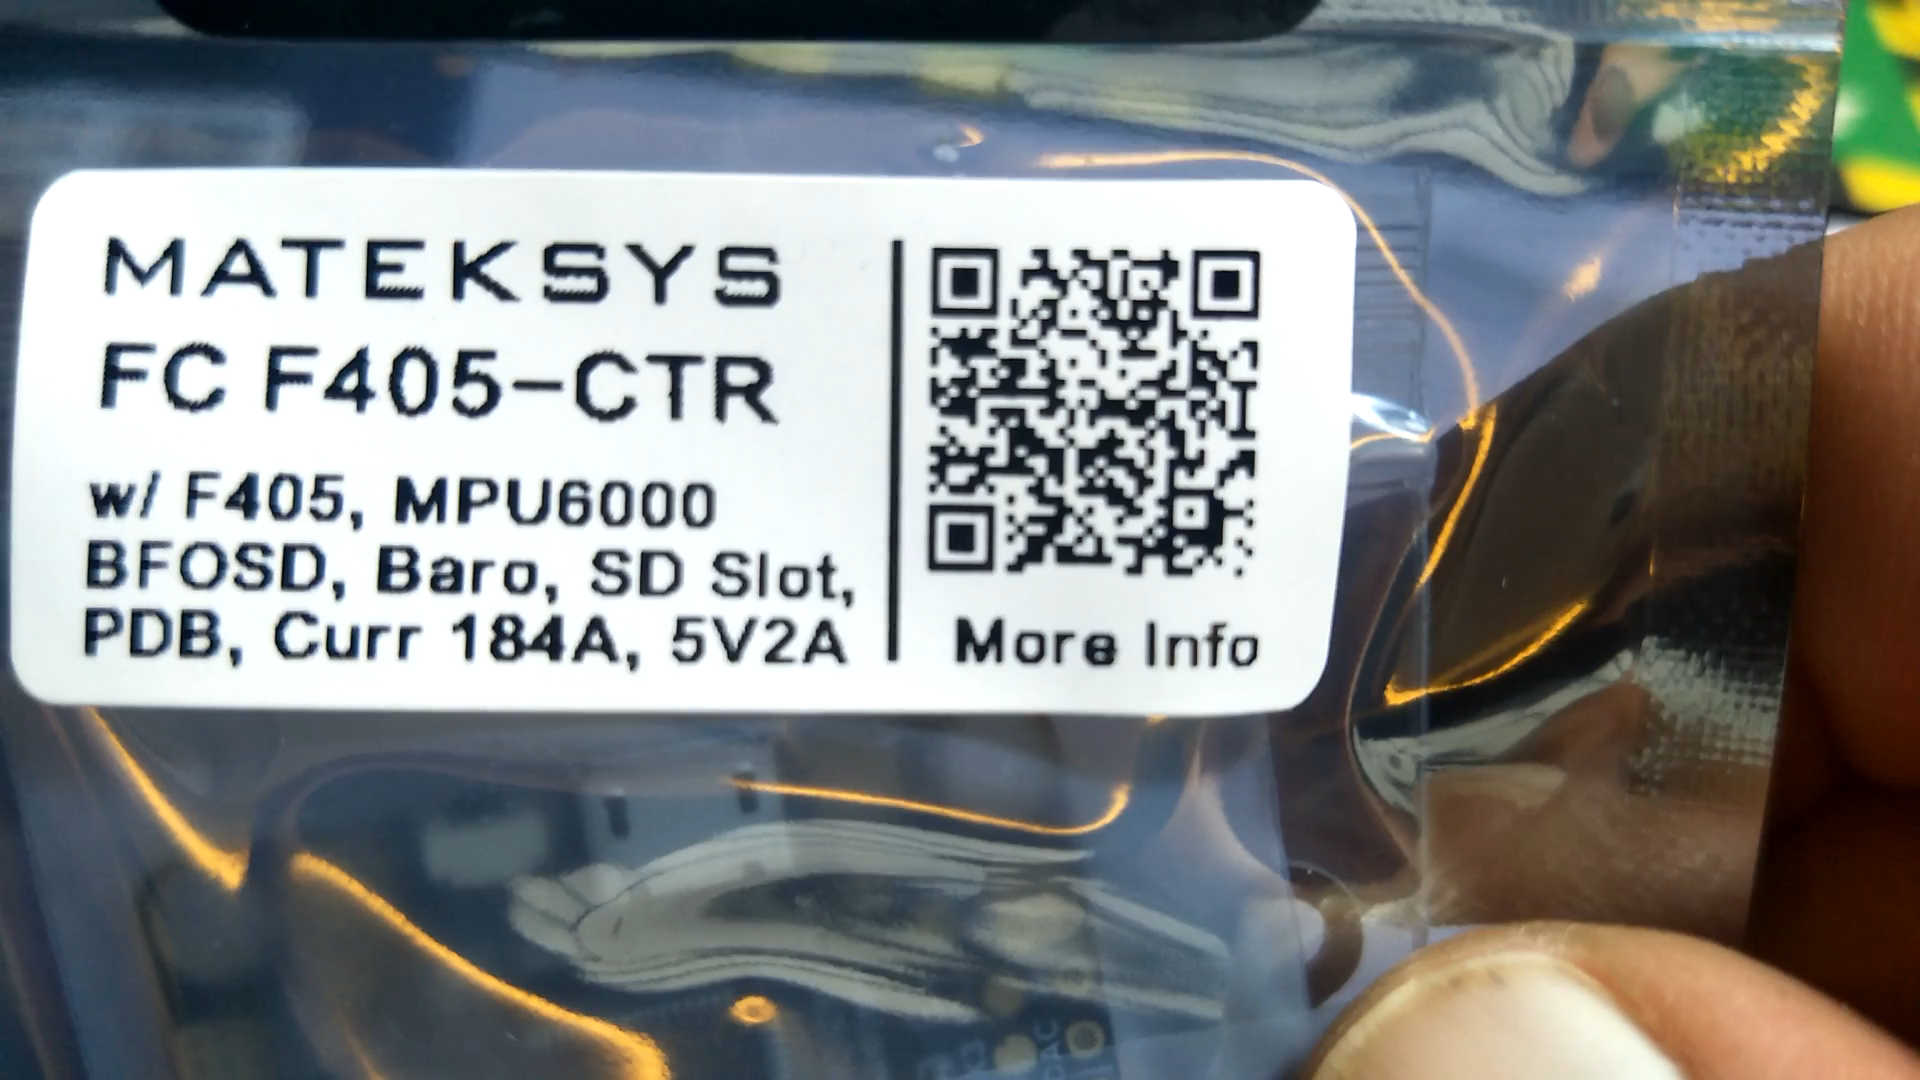 MATEKSYS
FC F405-CTR
w/ F405, MPU6000
BFOSD, Baro, SD Slot,
PDB, Curr 184A, 5V2A
More Info